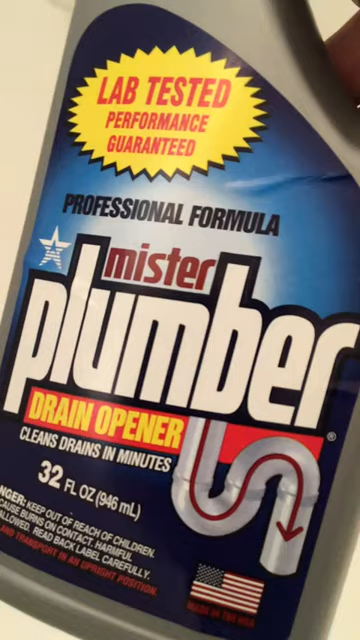 LAB TESTED
PERFORMANCE
GUARANTEED
PROFESSIONAL FORMULA
mister
plumber®
DRAIN OPENER
CLEANS DRAINS IN MINUTES
32 FL OZ (946 mL)
NGER: KEEP OUT OF REACH OF CHILDREN.
CAUSE BURNS ON CONTACT. HARMFUL
ALLOWED. READ BACK LABEL CAREFULLY.
AND TRANSPORT IN AN UPRIGHT POSITION.
MADE IN THE USA